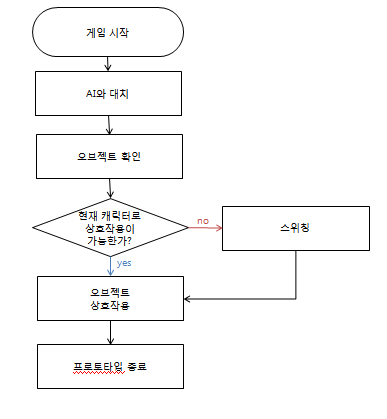 게임 시작
AI와 대치
오브젝트 확인
현재 캐릭터로
상호작용이
가능한가?
no
스위칭
yes
오브젝트
상호작용
프로토타입 종료